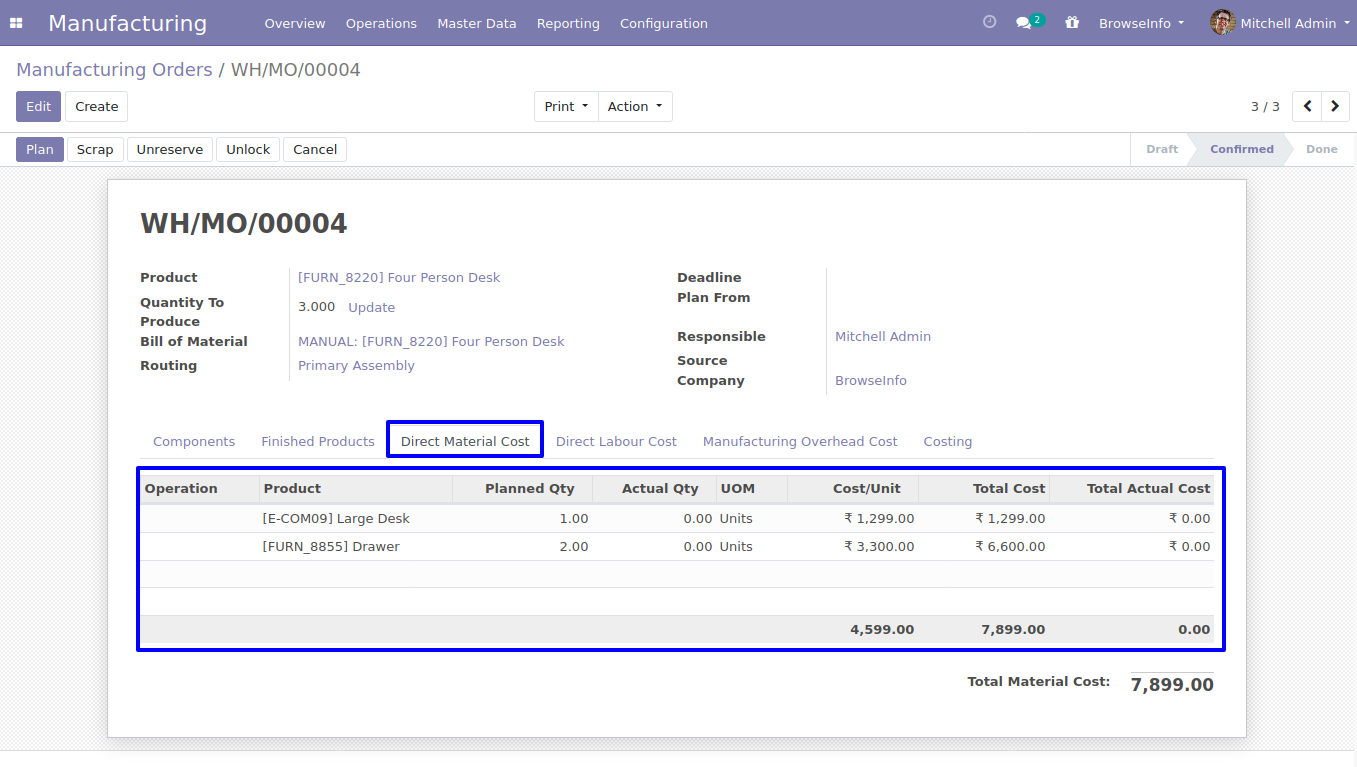 Manufacturing Overview Operations Master Data Reporting Configuration 2 BrowseInfo Mitchell Admin
Manufacturing Orders / WH/MO/00004
Edit Create Print Action 3 / 3
Plan Scrap Unreserve Unlock Cancel Draft Confirmed Done
WH/MO/00004
Product [FURN_8220] Four Person Desk
Quantity To
Produce
3.000 Update
Bill of Material MANUAL: [FURN_8220] Four Person Desk
Routing Primary Assembly
Deadline
Plan From
Responsible Mitchell Admin
Source
Company BrowseInfo
Components Finished Products Direct Material Cost Direct Labour Cost Manufacturing Overhead Cost Costing
Operation Product Planned Qty Actual Qty UOM Cost/Unit Total Cost Total Actual Cost
[E-COM09] Large Desk 1.00 0.00 Units ₹ 1,299.00 ₹ 1,299.00 ₹ 0.00
[FURN_8855] Drawer 2.00 0.00 Units ₹ 3,300.00 ₹ 6,600.00 ₹ 0.00
4,599.00 7,899.00 0.00
Total Material Cost: 7,899.00